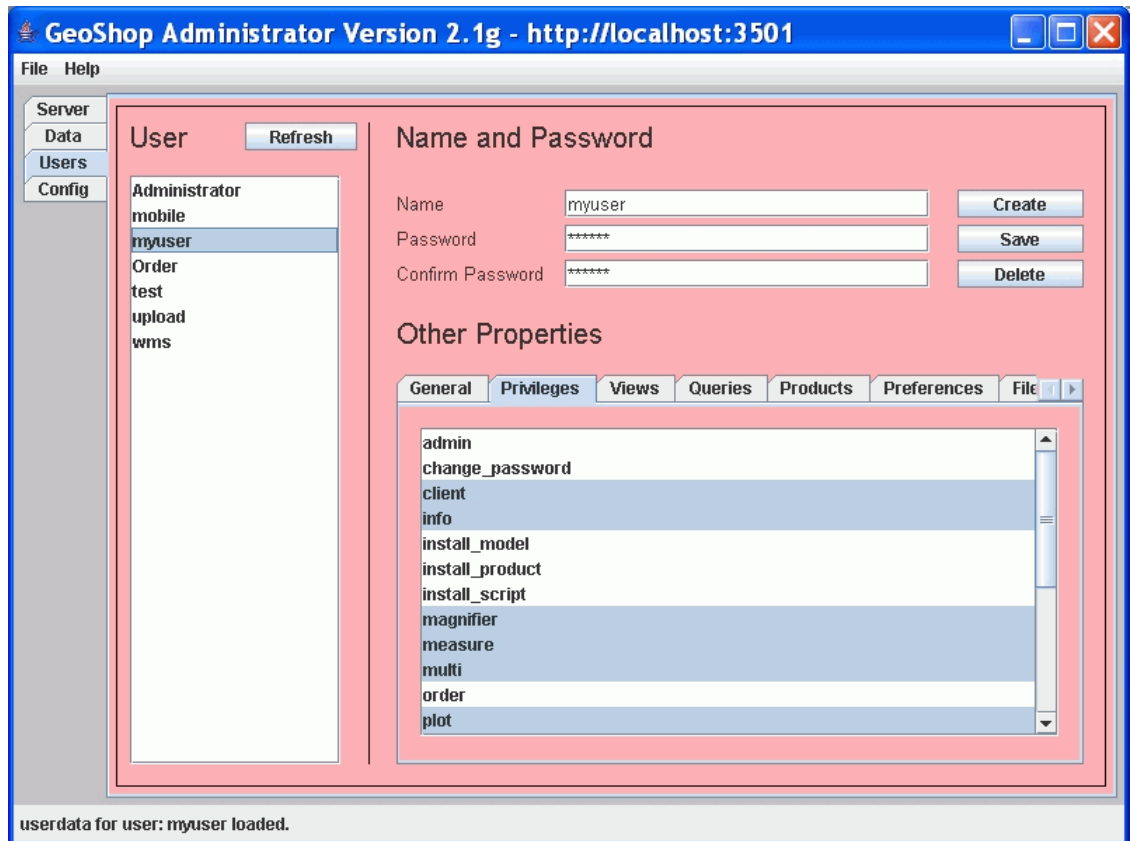 GeoShop Administrator Version 2.1g - http://localhost:3501
File Help
Server
Data
Users
Config
User
Refresh
Administrator
mobile
myuser
Order
test
upload
wms
Name and Password
Name myuser Create
Password ****** Save
Confirm Password ****** Delete
Other Properties
General Privileges Views Queries Products Preferences File
admin
change_password
client
info
install_model
install_product
install_script
magnifier
measure
multi
order
plot
userdata for user: myuser loaded.